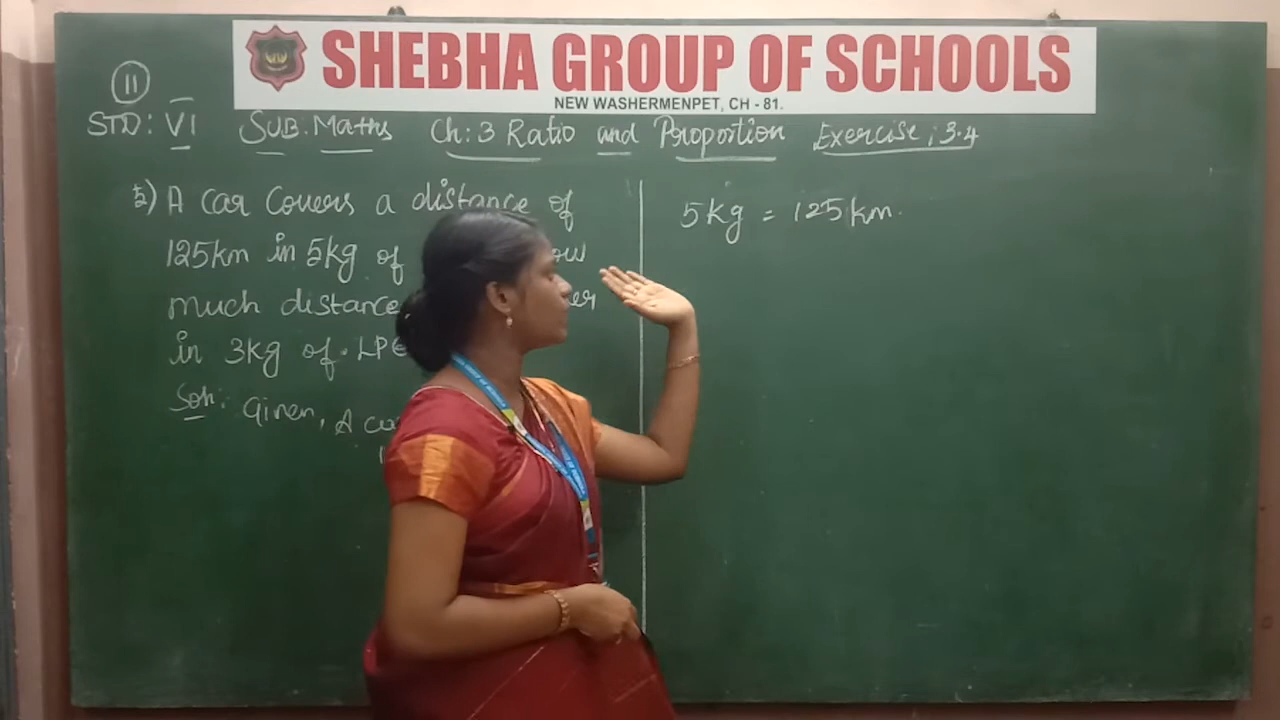 SHEBHA GROUP OF SCHOOLS
NEW WASHERMENPET, CH - 81.
11
STD: VI SUB: Maths Ch: 3 Ratio and Proportion Exercise: 3.4
5) A car Covers a distance of
125km in 5kg of
much distance
in 3kg of LPG
Soln: Given, A car
5kg = 125km.